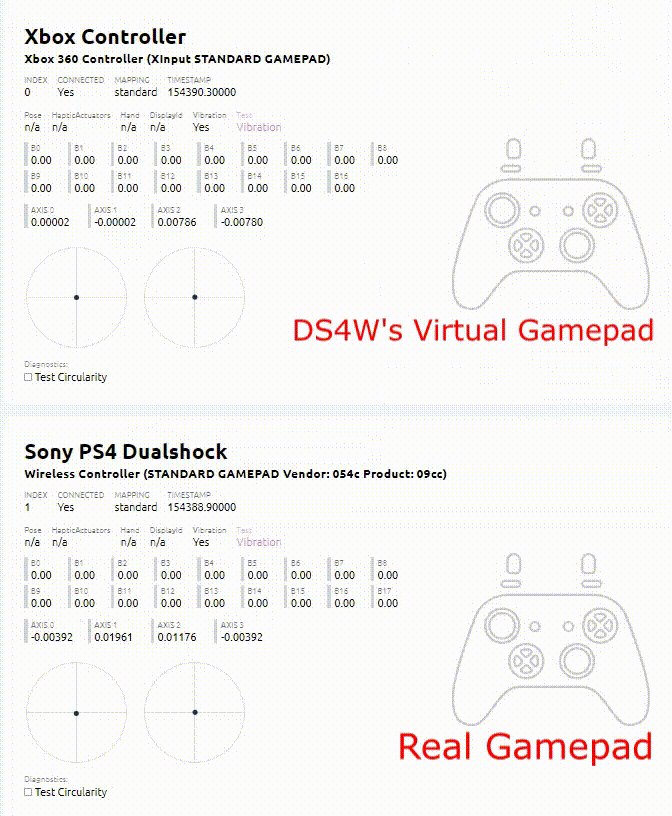 Xbox Controller
Xbox 360 Controller (XInput STANDARD GAMEPAD)
INDEX CONNECTED MAPPING TIMESTAMP
0 Yes standard 154390.30000
Pose HapticActuators Hand DisplayId Vibration Test
n/a n/a n/a n/a Yes Vibration
B0 B1 B2 B3 B4 B5 B6 B7 B8
0.00 0.00 0.00 0.00 0.00 0.00 0.00 0.00 0.00
B9 B10 B11 B12 B13 B14 B15 B16
0.00 0.00 0.00 0.00 0.00 0.00 0.00 0.00
AXIS 0 AXIS 1 AXIS 2 AXIS 3
0.00002 -0.00002 0.00786 -0.00780
DS4W's Virtual Gamepad
Diagnostics:
Test Circularity
Sony PS4 Dualshock
Wireless Controller (STANDARD GAMEPAD Vendor: 054c Product: 09cc)
INDEX CONNECTED MAPPING TIMESTAMP
1 Yes standard 154388.90000
Pose HapticActuators Hand DisplayId Vibration Test
n/a n/a n/a n/a Yes Vibration
B0 B1 B2 B3 B4 B5 B6 B7 B8
0.00 0.00 0.00 0.00 0.00 0.00 0.00 0.00 0.00
B9 B10 B11 B12 B13 B14 B15 B16 B17
0.00 0.00 0.00 0.00 0.00 0.00 0.00 0.00 0.00
AXIS 0 AXIS 1 AXIS 2 AXIS 3
-0.00392 0.01961 0.01176 -0.00392
Real Gamepad
Diagnostics:
Test Circularity